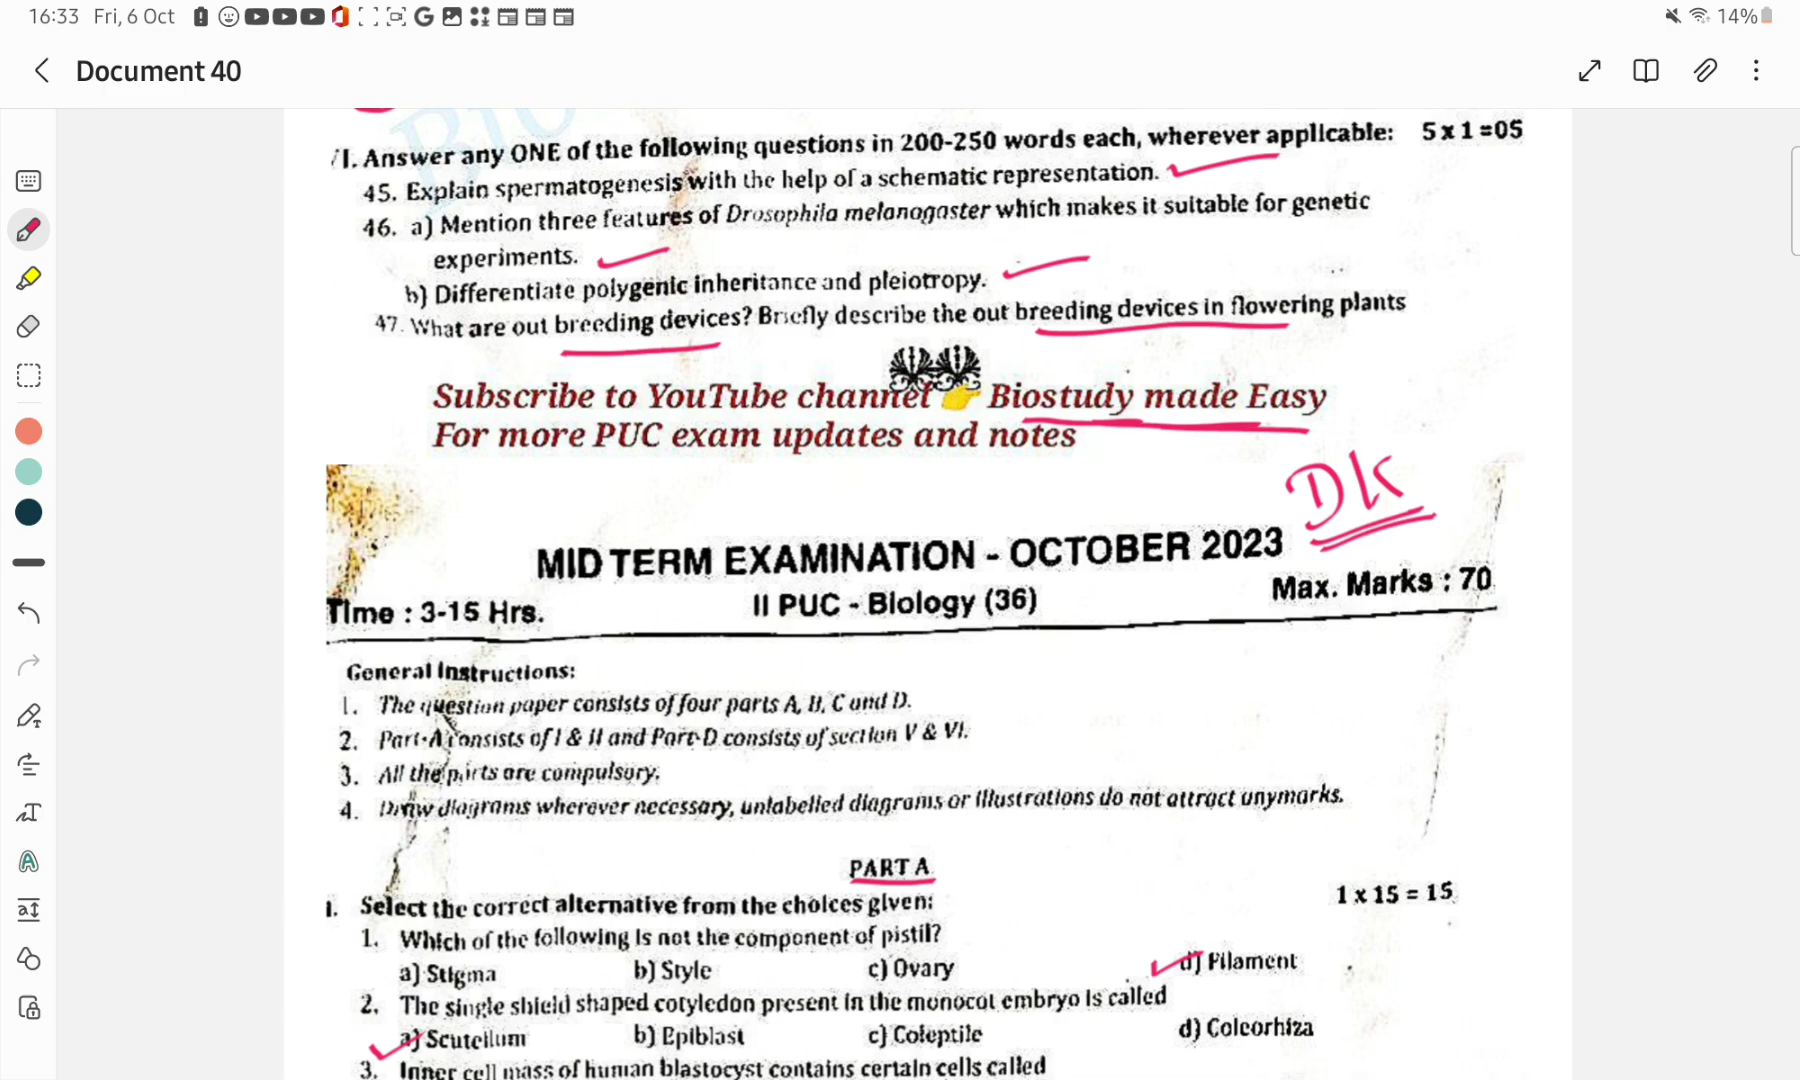 16:33 Fri, 6 Oct 14%
Document 40
Bio
I. Answer any ONE of the following questions in 200-250 words each, wherever applicable: 5 x 1 =05
45. Explain spermatogenesis with the help of a schematic representation.
46. a) Mention three features of Drosophila melanogaster which makes it suitable for genetic
experiments.
b) Differentiate polygenic inheritance and pleiotropy.
47. What are out breeding devices? Briefly describe the out breeding devices in flowering plants
Subscribe to YouTube channel 👉 Biostudy made Easy
For more PUC exam updates and notes
DK
MID TERM EXAMINATION - OCTOBER 2023
Time : 3-15 Hrs. II PUC - Biology (36) Max. Marks : 70
General Instructions:
1. The question paper consists of four parts A, B, C and D.
2. Part-A consists of I & II and Part-D consists of section V & VI.
3. All the parts are compulsory.
4. Draw diagrams wherever necessary, unlabelled diagrams or illustrations do not attract anymarks.
PART A
I. Select the correct alternative from the choices given: 1 x 15 = 15
1. Which of the following is not the component of pistil?
a) Stigma b) Style c) Ovary d) Filament
2. The single shield shaped cotyledon present in the monocot embryo is called
a) Scutellum b) Epiblast c) Coleptile d) Coleorhiza
3. Inner cell mass of human blastocyst contains certain cells called